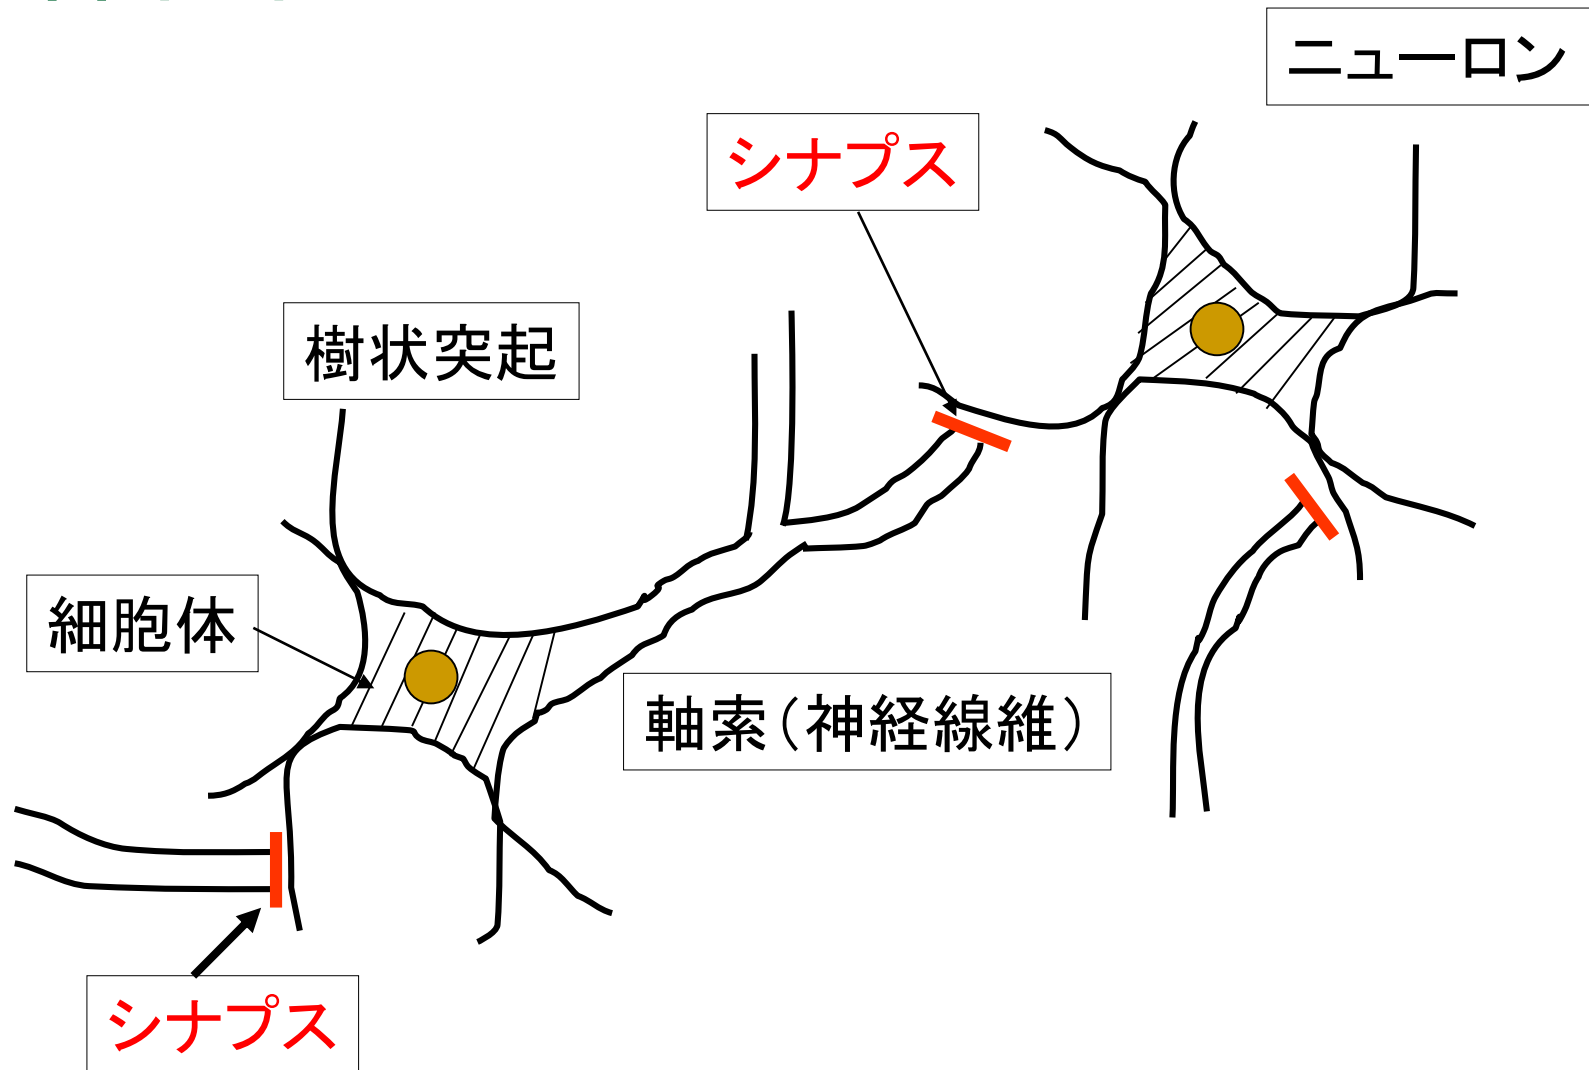 ニューロン
シナプス
樹状突起
細胞体
軸索(神経線維)
シナプス